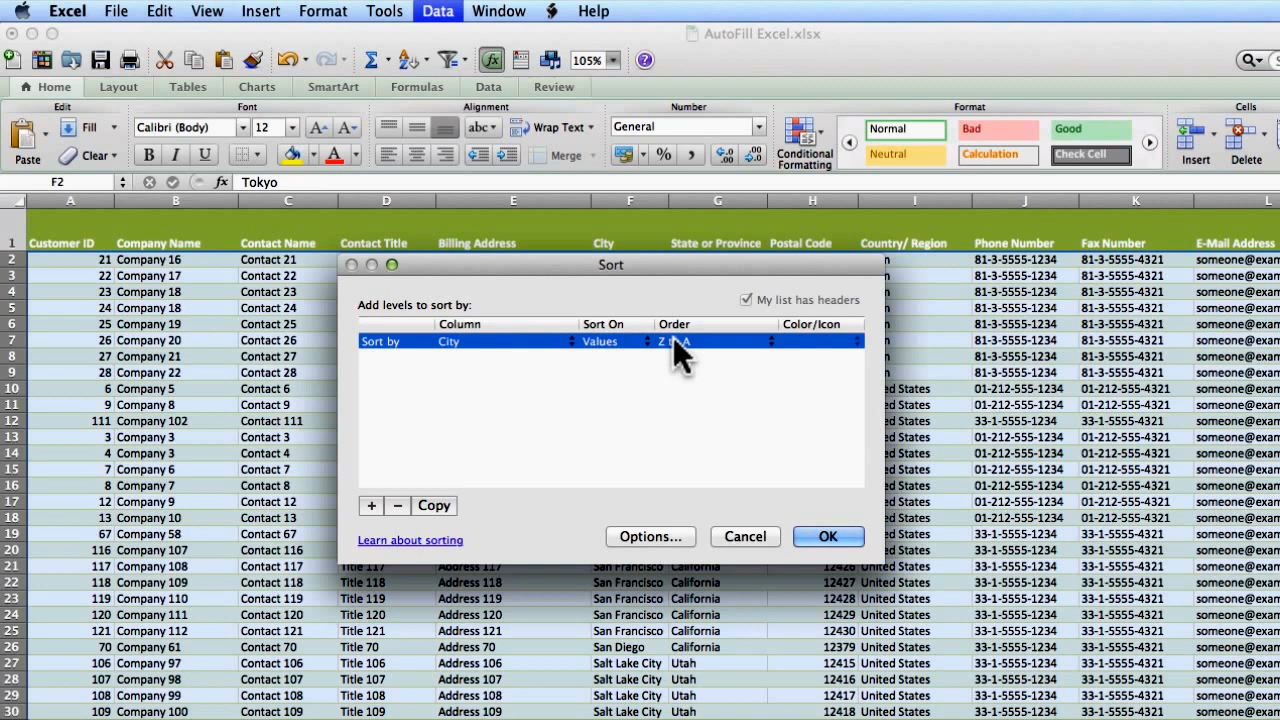 Excel File Edit View Insert Format Tools Data Window Help
AutoFill Excel.xlsx
105%
Home Layout Tables Charts SmartArt Formulas Data Review
Edit Font Alignment Number Format Cells
Fill Calibri (Body) 12 abc Wrap Text General Normal Bad Good
Paste Clear B I U A Merge % , Conditional Formatting Neutral Calculation Check Cell Insert Delete
F2 fx Tokyo
A B C D E F G H I J K L
1 Customer ID Company Name Contact Name Contact Title Billing Address City State or Province Postal Code Country/ Region Phone Number Fax Number E-Mail Address
2 21 Company 16 Contact 21 81-3-5555-1234 81-3-5555-4321 someone@exam
3 22 Company 17 Contact 22 81-3-5555-1234 81-3-5555-4321 someone@exam
4 23 Company 18 Contact 23 81-3-5555-1234 81-3-5555-4321 someone@exam
5 24 Company 18 Contact 24 81-3-5555-1234 81-3-5555-4321 someone@exam
6 25 Company 19 Contact 25 81-3-5555-1234 81-3-5555-4321 someone@exam
7 26 Company 20 Contact 26 81-3-5555-1234 81-3-5555-4321 someone@exam
8 27 Company 21 Contact 27 81-3-5555-1234 81-3-5555-4321 someone@exam
9 28 Company 22 Contact 28 81-3-5555-1234 81-3-5555-4321 someone@exam
10 6 Company 5 Contact 6 ed States 01-212-555-1234 01-212-555-4321 someone@exam
11 9 Company 8 Contact 9 ed States 01-212-555-1234 01-212-555-4321 someone@exam
12 111 Company 102 Contact 111 ed States 33-1-5555-1234 33-1-5555-4321 someone@exam
13 3 Company 3 Contact 3 ed States 01-212-555-1234 01-212-555-4321 someone@exam
14 4 Company 3 Contact 4 ed States 01-212-555-1234 01-212-555-4321 someone@exam
15 7 Company 6 Contact 7 ed States 01-212-555-1234 01-212-555-4321 someone@exam
16 8 Company 7 Contact 8 ed States 01-212-555-1234 01-212-555-4321 someone@exam
17 12 Company 9 Contact 12 ed States 01-212-555-1234 01-212-555-4321 someone@exam
18 13 Company 10 Contact 13 ed States 01-212-555-1234 01-212-555-4321 someone@exam
19 67 Company 58 Contact 67 ed States 33-1-5555-1234 33-1-5555-4321 someone@exam
20 116 Company 107 Contact 116 ed States 33-1-5555-1234 33-1-5555-4321 someone@exam
21 117 Company 108 Contact 117 Title 117 Address 117 San Francisco California 12426 United States 33-1-5555-1234 33-1-5555-4321 someone@exam
22 118 Company 109 Contact 118 Title 118 Address 118 San Francisco California 12427 United States 33-1-5555-1234 33-1-5555-4321 someone@exam
23 119 Company 110 Contact 119 Title 119 Address 119 San Francisco California 12428 United States 33-1-5555-1234 33-1-5555-4321 someone@exam
24 120 Company 111 Contact 120 Title 120 Address 120 San Francisco California 12429 United States 33-1-5555-1234 33-1-5555-4321 someone@exam
25 121 Company 112 Contact 121 Title 121 Address 121 San Francisco California 12430 United States 33-1-5555-1234 33-1-5555-4321 someone@exam
26 70 Company 61 Contact 70 Title 70 Address 70 San Diego California 12379 United States 33-1-5555-1234 33-1-5555-4321 someone@exam
27 106 Company 97 Contact 106 Title 106 Address 106 Salt Lake City Utah 12415 United States 33-1-5555-1234 33-1-5555-4321 someone@exam
28 107 Company 98 Contact 107 Title 107 Address 107 Salt Lake City Utah 12416 United States 33-1-5555-1234 33-1-5555-4321 someone@exam
29 108 Company 99 Contact 108 Title 108 Address 108 Salt Lake City Utah 12417 United States 33-1-5555-1234 33-1-5555-4321 someone@exam
30 109 Company 100 Contact 109 Title 109 Address 109 Salt Lake City Utah 12418 United States 33-1-5555-1234 33-1-5555-4321 someone@exam
Sort
Add levels to sort by: My list has headers
Column Sort On Order Color/Icon
Sort by City Values Z to A
+ − Copy
Learn about sorting Options... Cancel OK